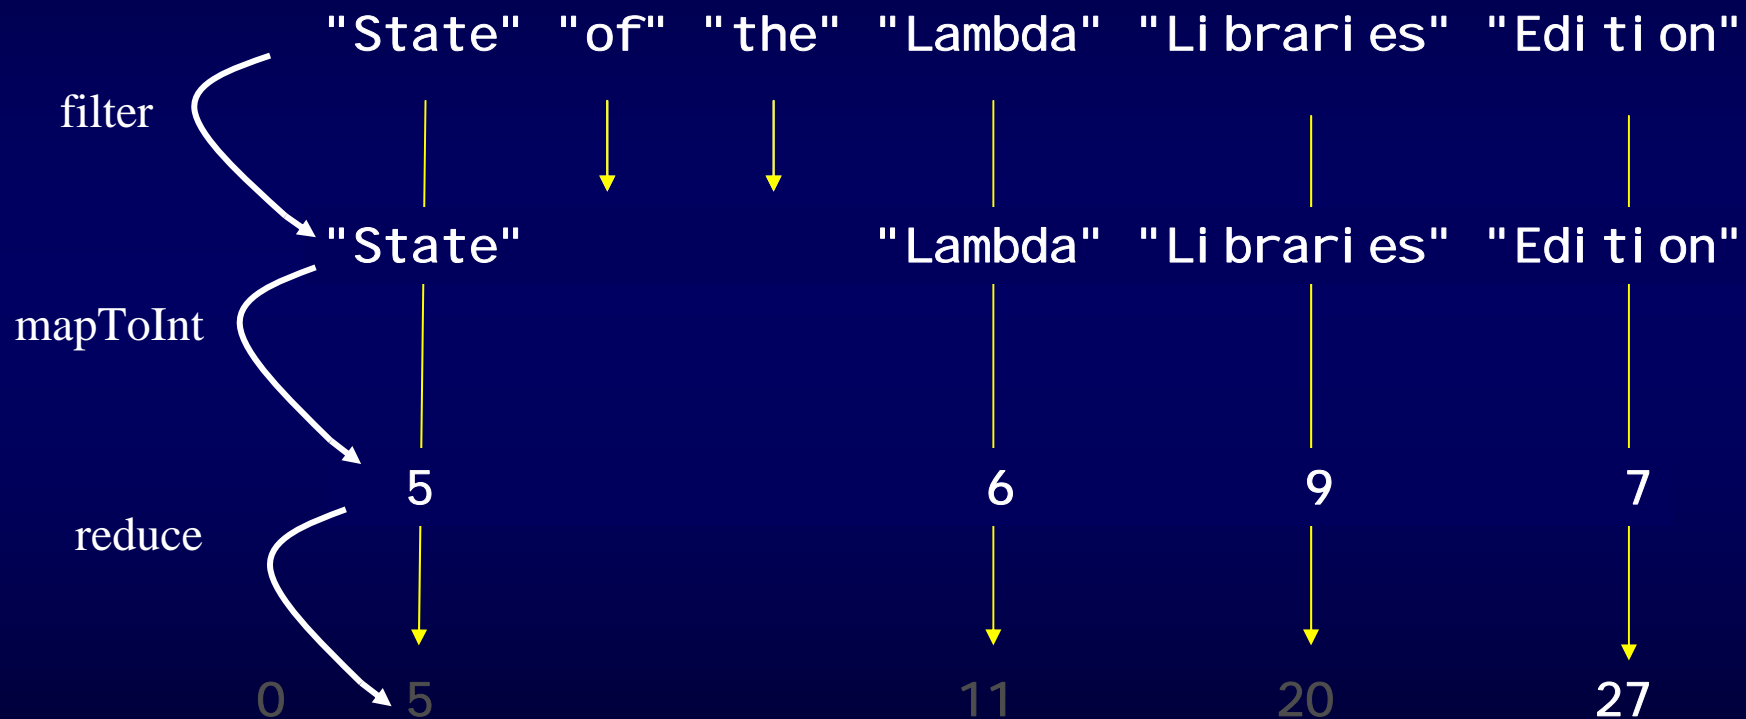 "State" "of" "the" "Lambda" "Libraries" "Edition"
filter
"State" "Lambda" "Libraries" "Edition"
mapToInt
5 6 9 7
reduce
0 5 11 20 27